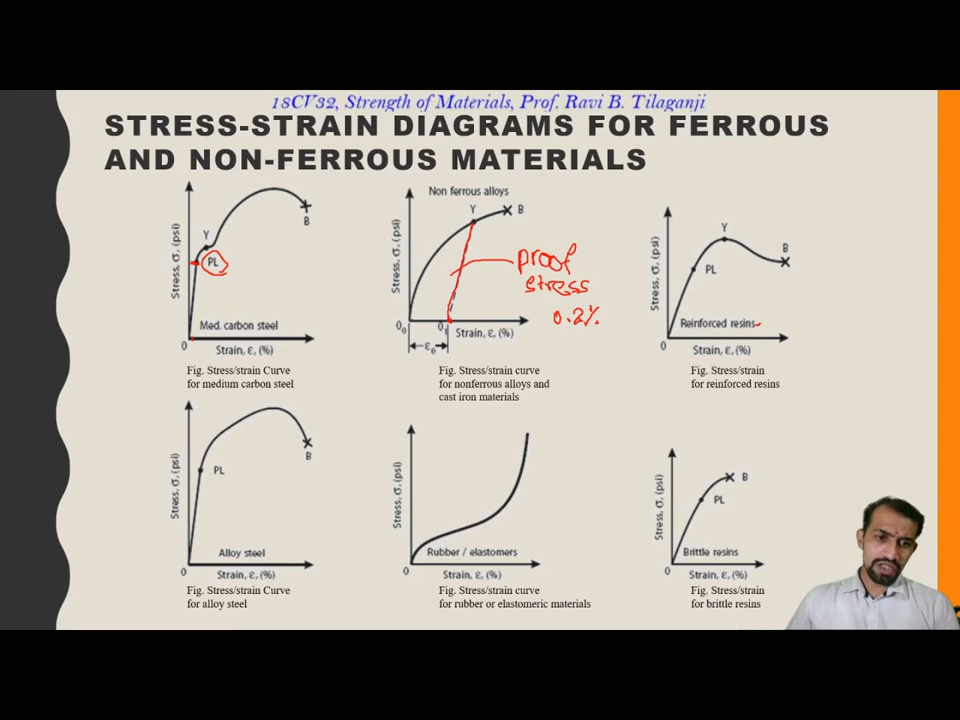 18CV32, Strength of Materials, Prof. Ravi B. Tilaganji
STRESS-STRAIN DIAGRAMS FOR FERROUS
AND NON-FERROUS MATERIALS
Stress, σ, (psi)
Y
PL
B
Med. carbon steel
0
Strain, ε, (%)
Fig. Stress/strain Curve
for medium carbon steel
Non ferrous alloys
Stress, σ, (psi)
Y
B
proof
stress
0.2%
0₀
0₁
Strain, ε, (%)
ε₀
Fig. Stress/strain curve
for nonferrous alloys and
cast iron materials
Stress, σ, (psi)
Y
PL
B
Reinforced resins
0
Strain, ε, (%)
Fig. Stress/strain
for reinforced resins
Stress, σ, (psi)
PL
B
Alloy steel
0
Strain, ε, (%)
Fig. Stress/strain Curve
for alloy steel
Stress, σ, (psi)
Rubber / elastomers
0
Strain, ε, (%)
Fig. Stress/strain curve
for rubber or elastomeric materials
Stress, σ, (psi)
B
PL
Brittle resins
0
Strain, ε, (%)
Fig. Stress/strain
for brittle resins